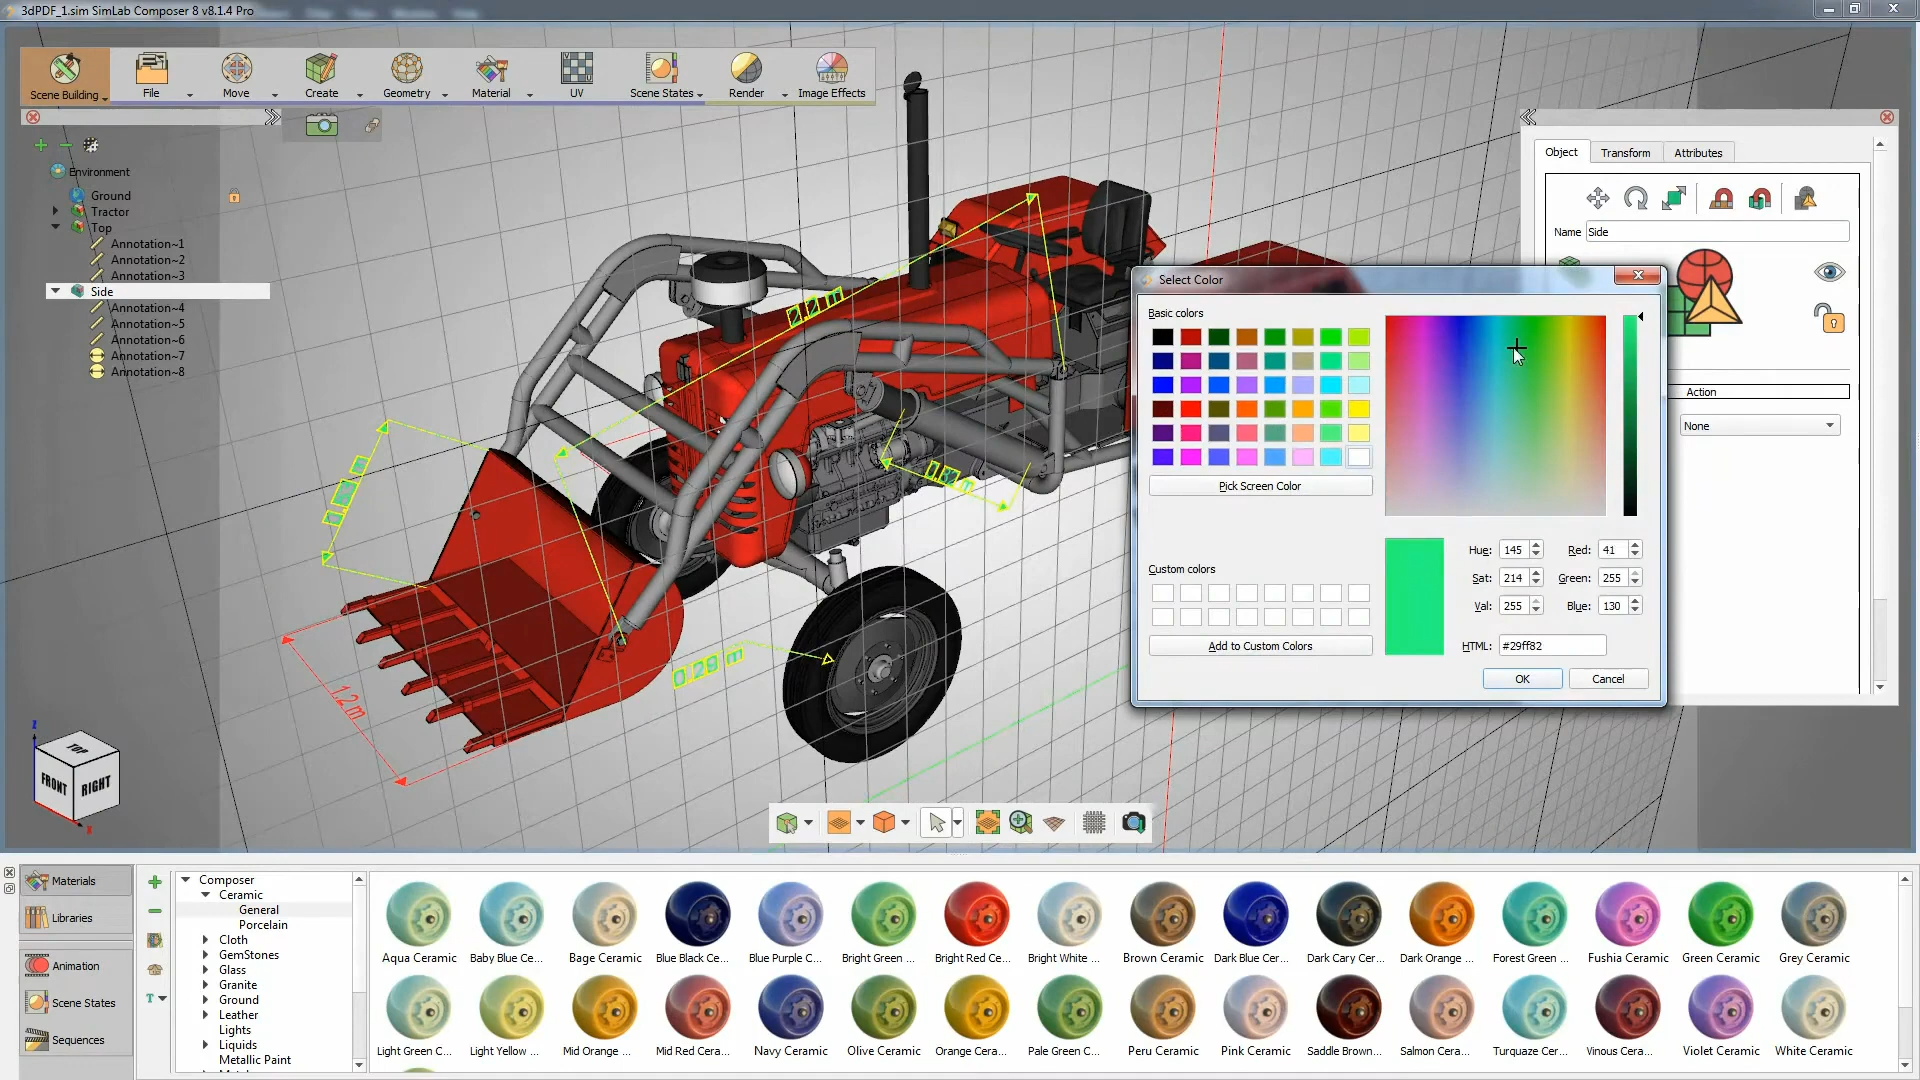 3dPDF_1.sim SimLab Composer 8 v8.1.4 Pro
Scene Building
File
Move
Create
Geometry
Material
UV
Scene States
Render
Image Effects
Environment
Ground
Tractor
Top
Annotation~1
Annotation~2
Annotation~3
Side
Annotation~4
Annotation~5
Annotation~6
Annotation~7
Annotation~8
2.2 m
0.29 m
1.2 m
Z
TOP
FRONT
RIGHT
X
Object
Transform
Attributes
Name
Side
Action
None
Select Color
Basic colors
Pick Screen Color
Custom colors
Add to Custom Colors
Hue: 145
Red: 41
Sat: 214
Green: 255
Val: 255
Blue: 130
HTML: #29ff82
OK
Cancel
Materials
Libraries
Animation
Scene States
Sequences
T
Composer
Ceramic
General
Porcelain
Cloth
GemStones
Glass
Granite
Ground
Leather
Lights
Liquids
Metallic Paint
Aqua Ceramic
Baby Blue Ce...
Bage Ceramic
Blue Black Ce...
Blue Purple C...
Bright Green ...
Bright Red Ce...
Bright White ...
Brown Ceramic
Dark Blue Cer...
Dark Cary Cer...
Dark Orange ...
Forest Green ...
Fushia Ceramic
Green Ceramic
Grey Ceramic
Light Green C...
Light Yellow ...
Mid Orange ...
Mid Red Cera...
Navy Ceramic
Olive Ceramic
Orange Cera...
Pale Green C...
Peru Ceramic
Pink Ceramic
Saddle Brown...
Salmon Cera...
Turquaze Cer...
Vinous Cera...
Violet Ceramic
White Ceramic